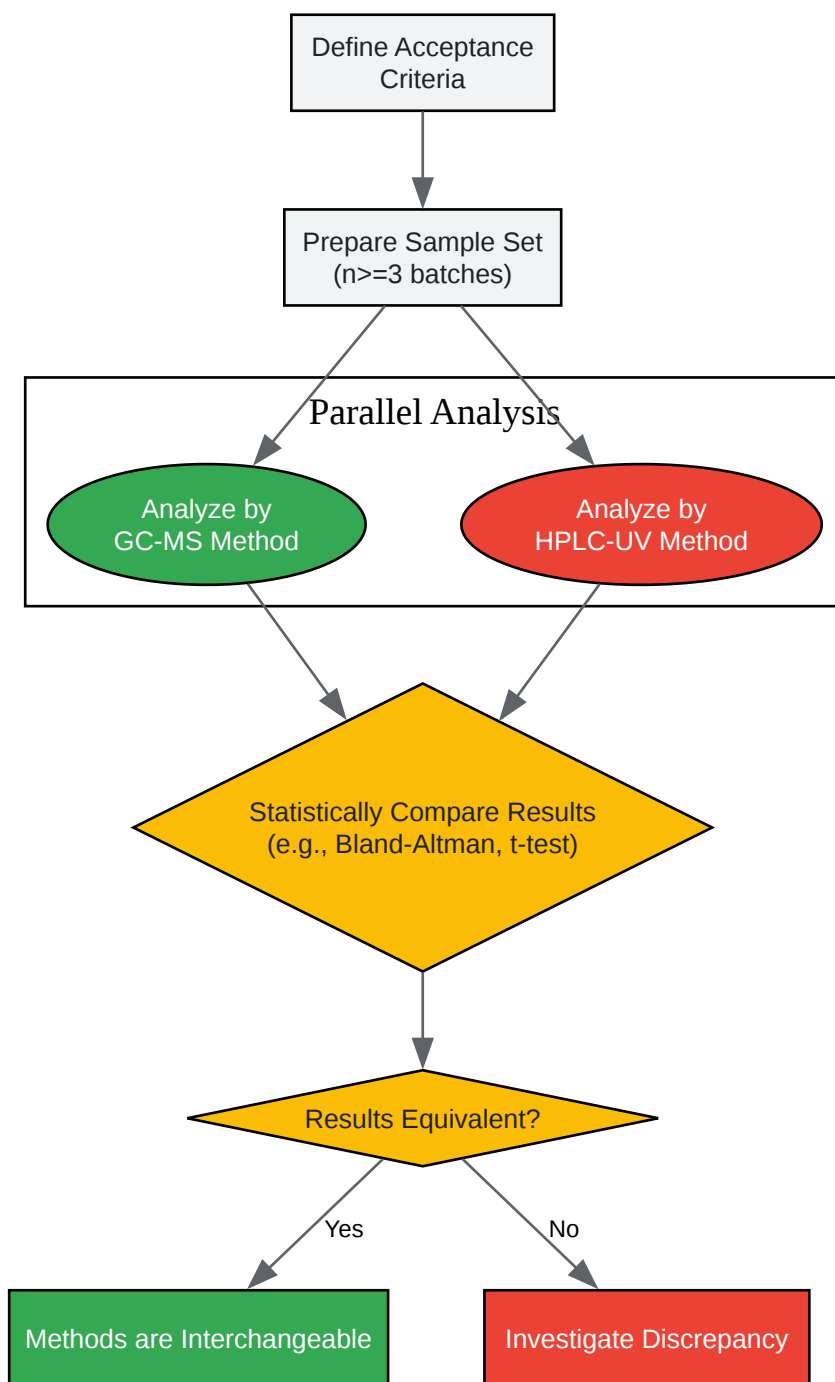 Define Acceptance
Criteria
Prepare Sample Set
(n>=3 batches)
Parallel Analysis
Analyze by
GC-MS Method
Analyze by
HPLC-UV Method
Statistically Compare Results
(e.g., Bland-Altman, t-test)
Results Equivalent?
Yes
No
Methods are Interchangeable
Investigate Discrepancy